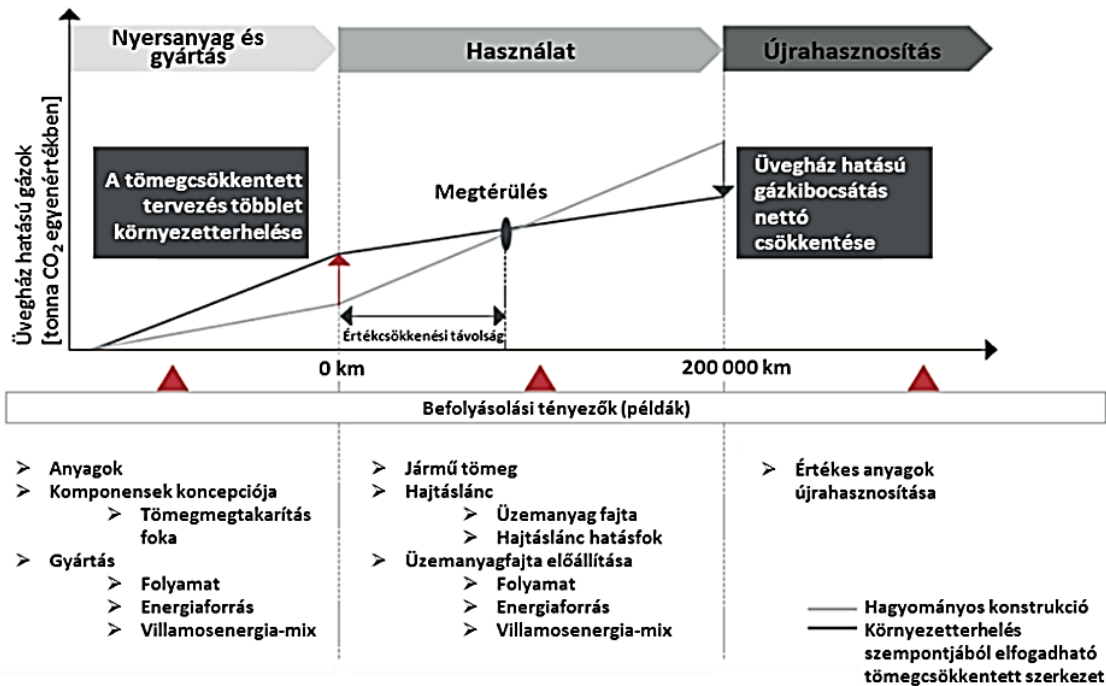 Nyersanyag és
gyártás
Használat
Újrahasznosítás
Üvegház hatású gázok
[tonna CO₂ egyenértékben]
A tömegcsökkentett
tervezés többlet
környezetterhelése
Megtérülés
Üvegház hatású
gázkibocsátás
nettó
csökkentése
Értékcsökkenési távolság
0 km
200 000 km
Befolyásolási tényezők (példák)
➢ Anyagok
➢ Komponensek koncepciója
➢ Tömegmegtakarítás
foka
➢ Gyártás
➢ Folyamat
➢ Energiaforrás
➢ Villamosenergia-mix
➢ Jármű tömeg
➢ Hajtáslánc
➢ Üzemanyag fajta
➢ Hajtáslánc hatásfok
➢ Üzemanyagfajta előállítása
➢ Folyamat
➢ Energiaforrás
➢ Villamosenergia-mix
➢ Értékes anyagok
újrahasznosítása
Hagyományos konstrukció
Környezetterhelés
szempontjából elfogadható
tömegcsökkentett szerkezet